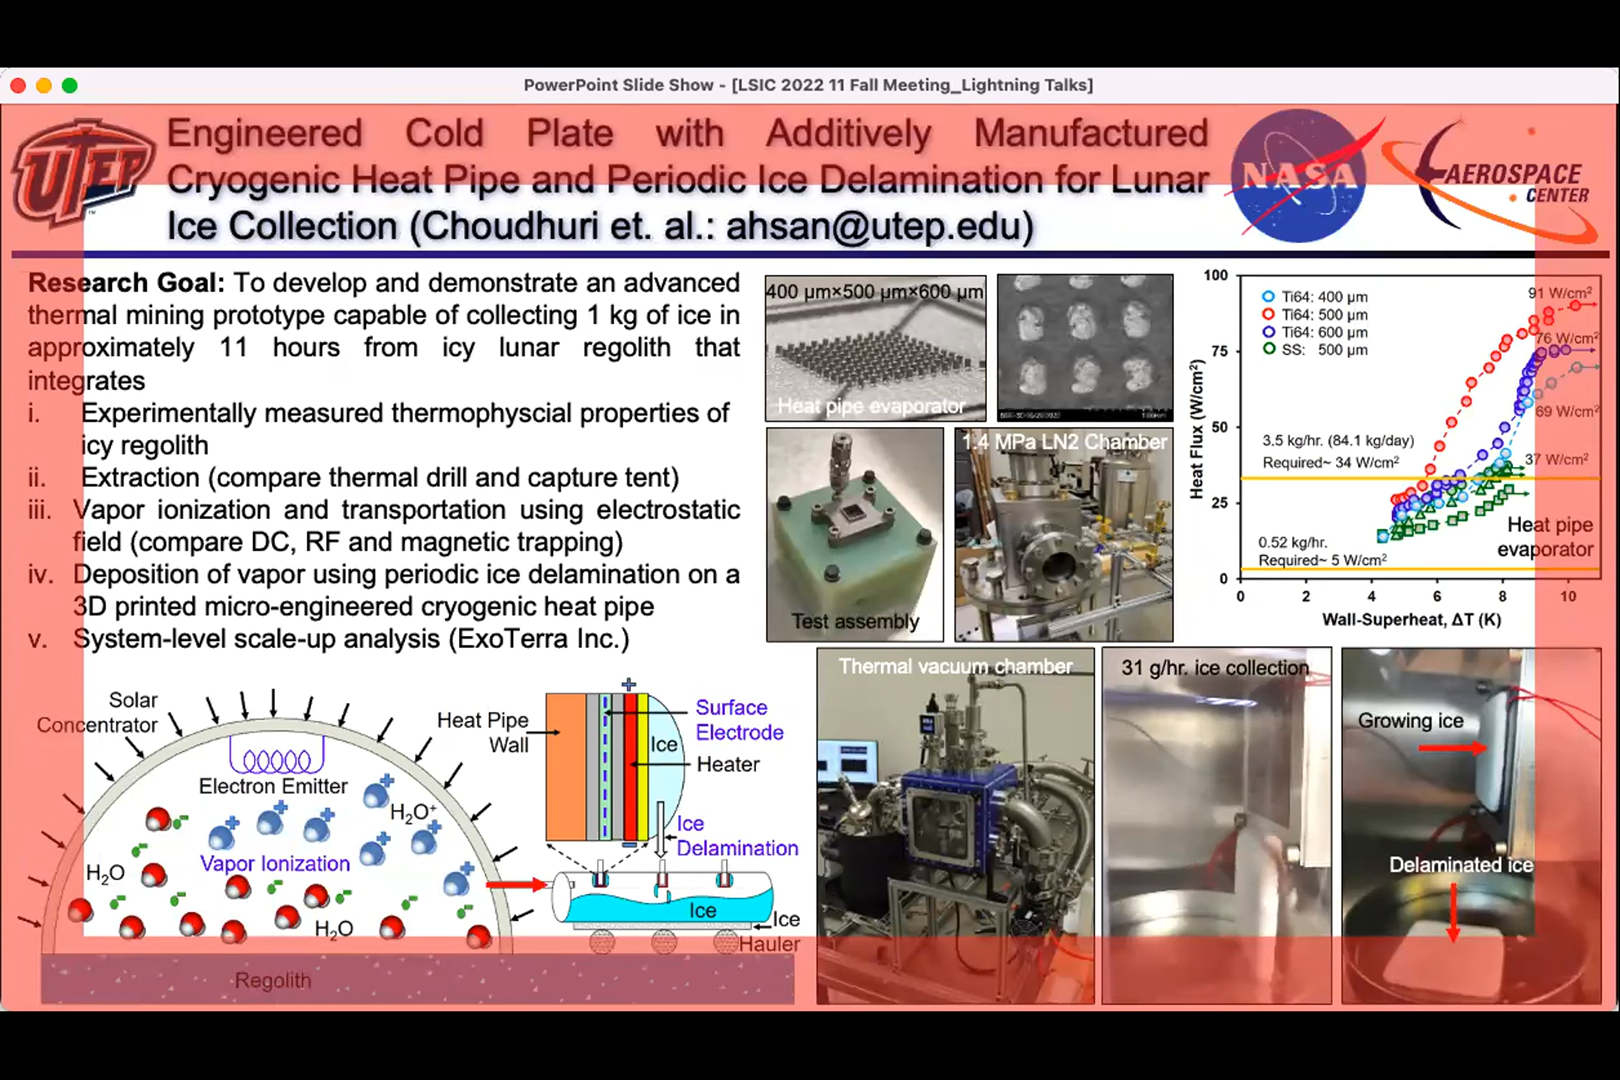 PowerPoint Slide Show - [LSIC 2022 11 Fall Meeting_Lightning Talks]
UTEP
TM
Engineered Cold Plate with Additively Manufactured
Cryogenic Heat Pipe and Periodic Ice Delamination for Lunar
Ice Collection (Choudhuri et. al.: ahsan@utep.edu)
NASA
AEROSPACE
CENTER
Research Goal: To develop and demonstrate an advanced
thermal mining prototype capable of collecting 1 kg of ice in
approximately 11 hours from icy lunar regolith that
integrates
i. Experimentally measured thermophyscial properties of
icy regolith
ii. Extraction (compare thermal drill and capture tent)
iii. Vapor ionization and transportation using electrostatic
field (compare DC, RF and magnetic trapping)
iv. Deposition of vapor using periodic ice delamination on a
3D printed micro-engineered cryogenic heat pipe
v. System-level scale-up analysis (ExoTerra Inc.)
400 µm×500 µm×600 µm
Heat pipe evaporator
Test assembly
1.4 MPa LN2 Chamber
100
75
50
25
0
Heat Flux (W/cm²)
Ti64: 400 µm
Ti64: 500 µm
Ti64: 600 µm
SS: 500 µm
91 W/cm²
76 W/cm²
69 W/cm²
37 W/cm²
3.5 kg/hr. (84.1 kg/day)
Required~ 34 W/cm²
0.52 kg/hr.
Required~ 5 W/cm²
Heat pipe
evaporator
0 2 4 6 8 10
Wall-Superheat, ΔT (K)
Solar
Concentrator
Electron Emitter
H₂O⁺
Vapor Ionization
H₂O
H₂O
Regolith
Heat Pipe
Wall
+
Ice
Surface
Electrode
Heater
Ice
Delamination
Ice
Ice
Hauler
Thermal vacuum chamber
31 g/hr. ice collection
Growing ice
Delaminated ice